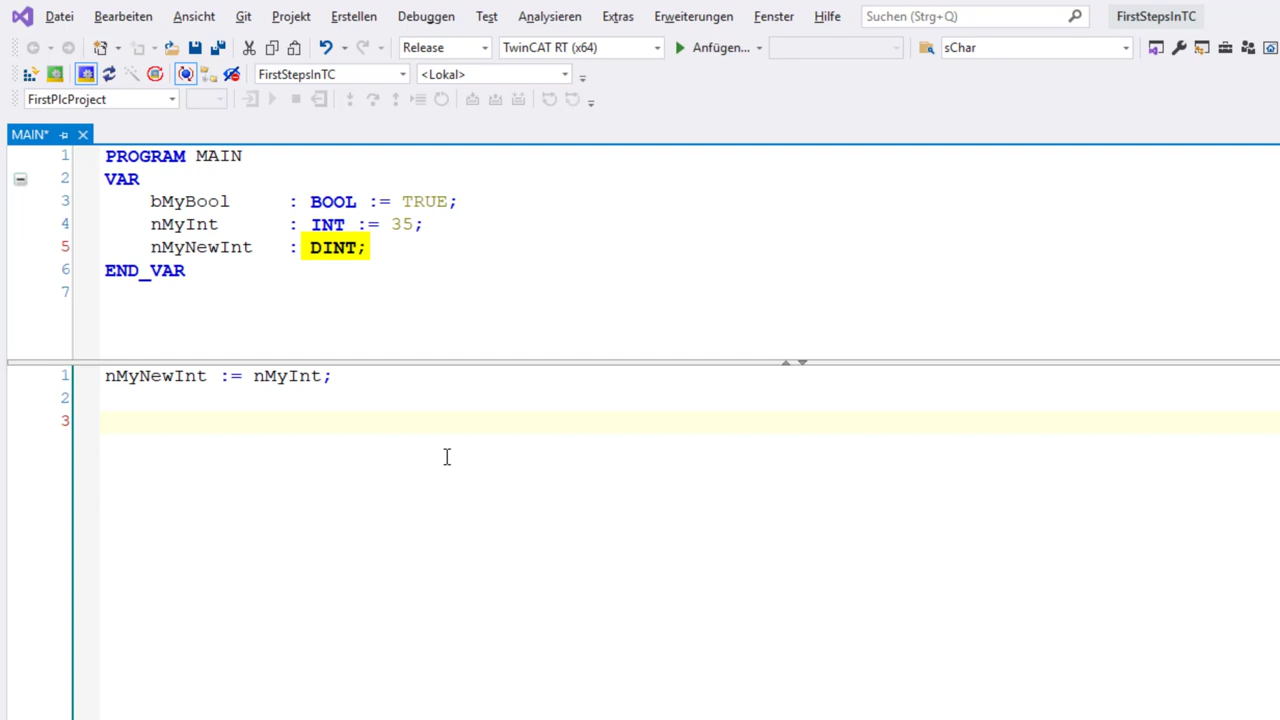 Datei Bearbeiten Ansicht Git Projekt Erstellen Debuggen Test Analysieren Extras Erweiterungen Fenster Hilfe Suchen (Strg+Q) FirstStepsInTC
Release TwinCAT RT (x64) Anfügen... sChar
FirstStepsInTC <Lokal>
FirstPlcProject
MAIN*
1 PROGRAM MAIN
2 VAR
3 bMyBool : BOOL := TRUE;
4 nMyInt : INT := 35;
5 nMyNewInt : DINT;
6 END_VAR
7
1 nMyNewInt := nMyInt;
2
3